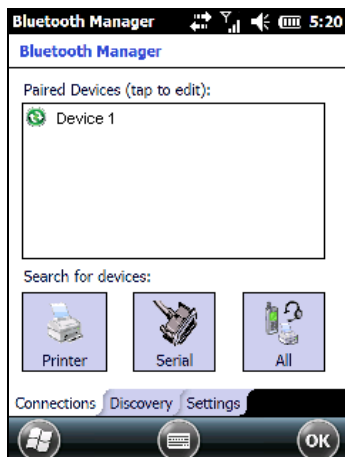 Bluetooth Manager 5:20
Bluetooth Manager
Paired Devices (tap to edit):
Device 1
Search for devices:
Printer Serial All
Connections Discovery Settings
OK